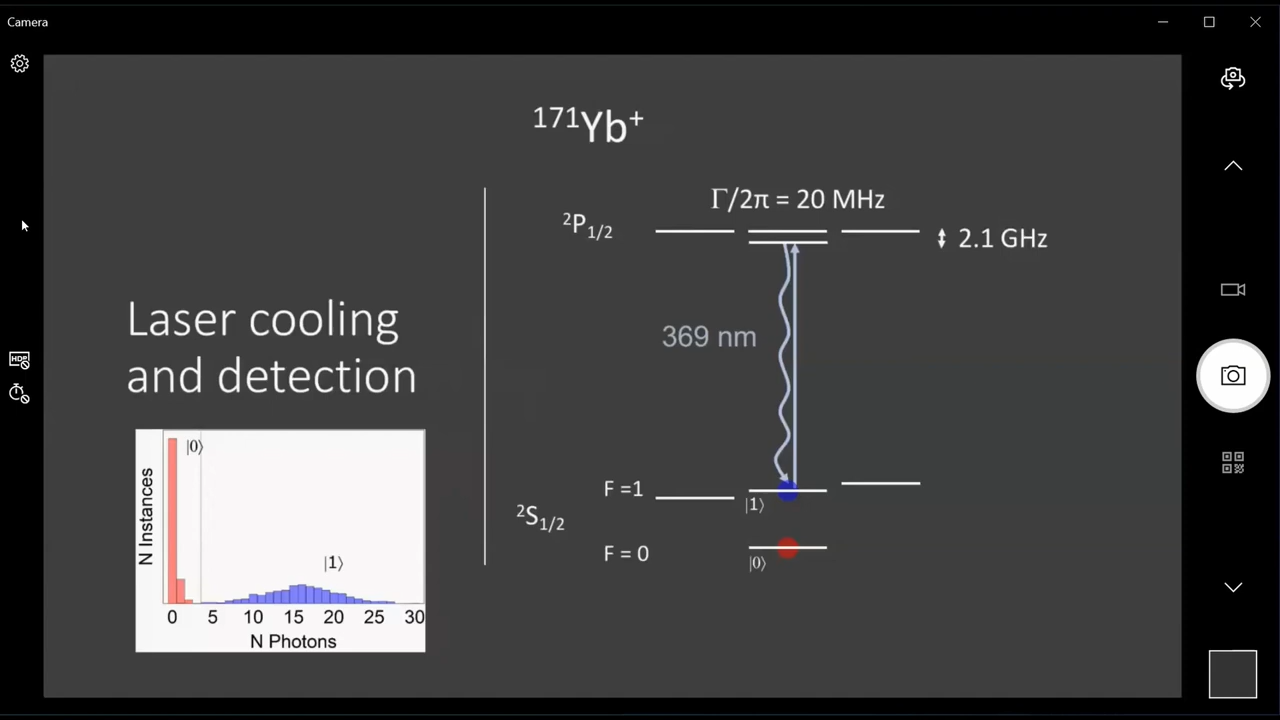 Camera
¹⁷¹Yb⁺
Γ/2π = 20 MHz
²P₁/₂
2.1 GHz
Laser cooling
and detection
369 nm
F =1
|1⟩
²S₁/₂
F = 0
|0⟩
N Instances
|0⟩
|1⟩
0 5 10 15 20 25 30
N Photons
HDR